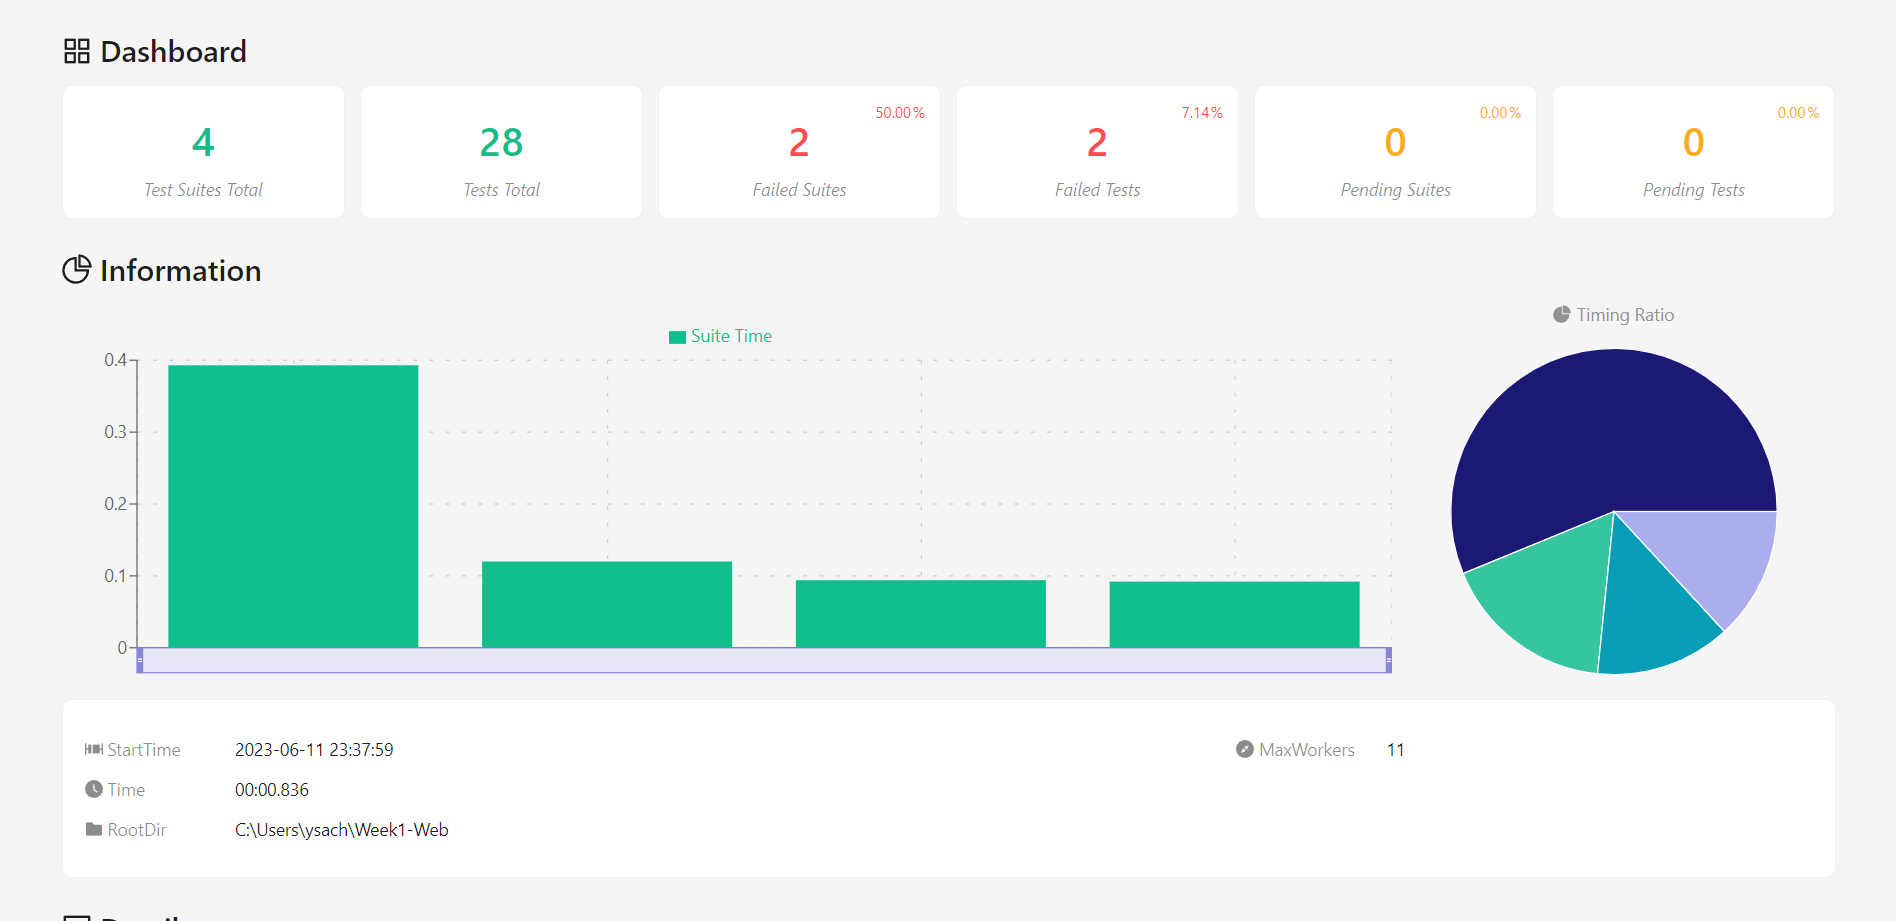 Dashboard
50.00%
7.14%
0.00%
0.00%
4
28
2
2
0
0
Test Suites Total
Tests Total
Failed Suites
Failed Tests
Pending Suites
Pending Tests
Information
Timing Ratio
Suite Time
0.4
0.3
0.2
0.1
0
StartTime 2023-06-11 23:37:59
MaxWorkers 11
Time 00:00.836
RootDir C:\Users\ysach\Week1-Web